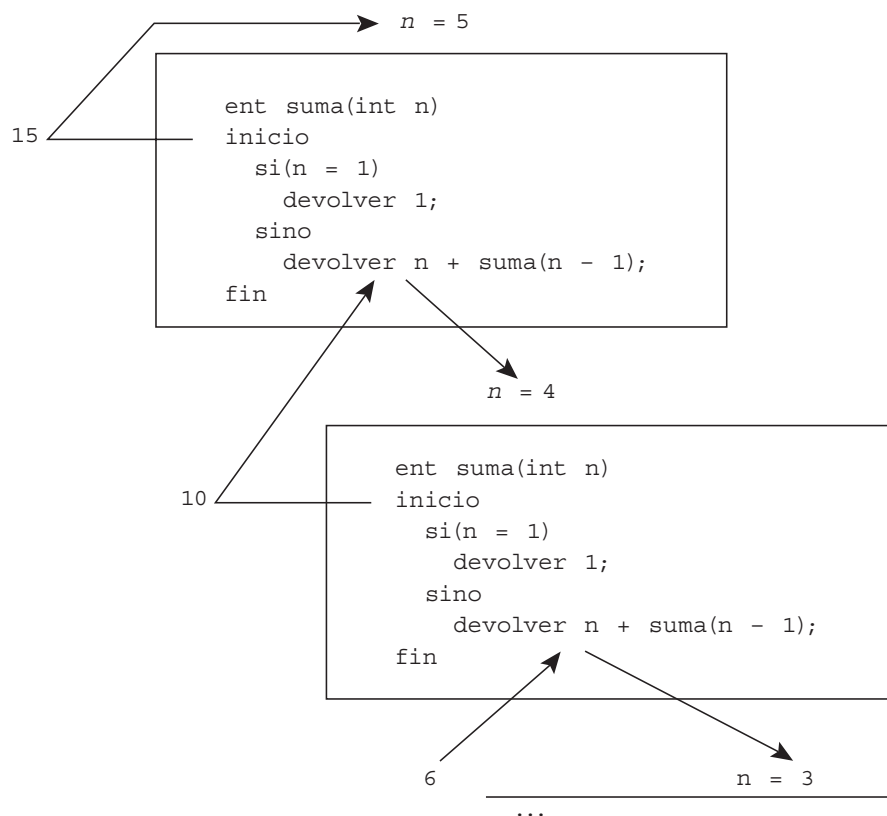 n = 5
ent suma(int n)
15
inicio
si(n = 1)
devolver 1;
sino
devolver n + suma(n – 1);
fin
n = 4
ent suma(int n)
10
inicio
si(n = 1)
devolver 1;
sino
devolver n + suma(n – 1);
fin
6
n = 3
...